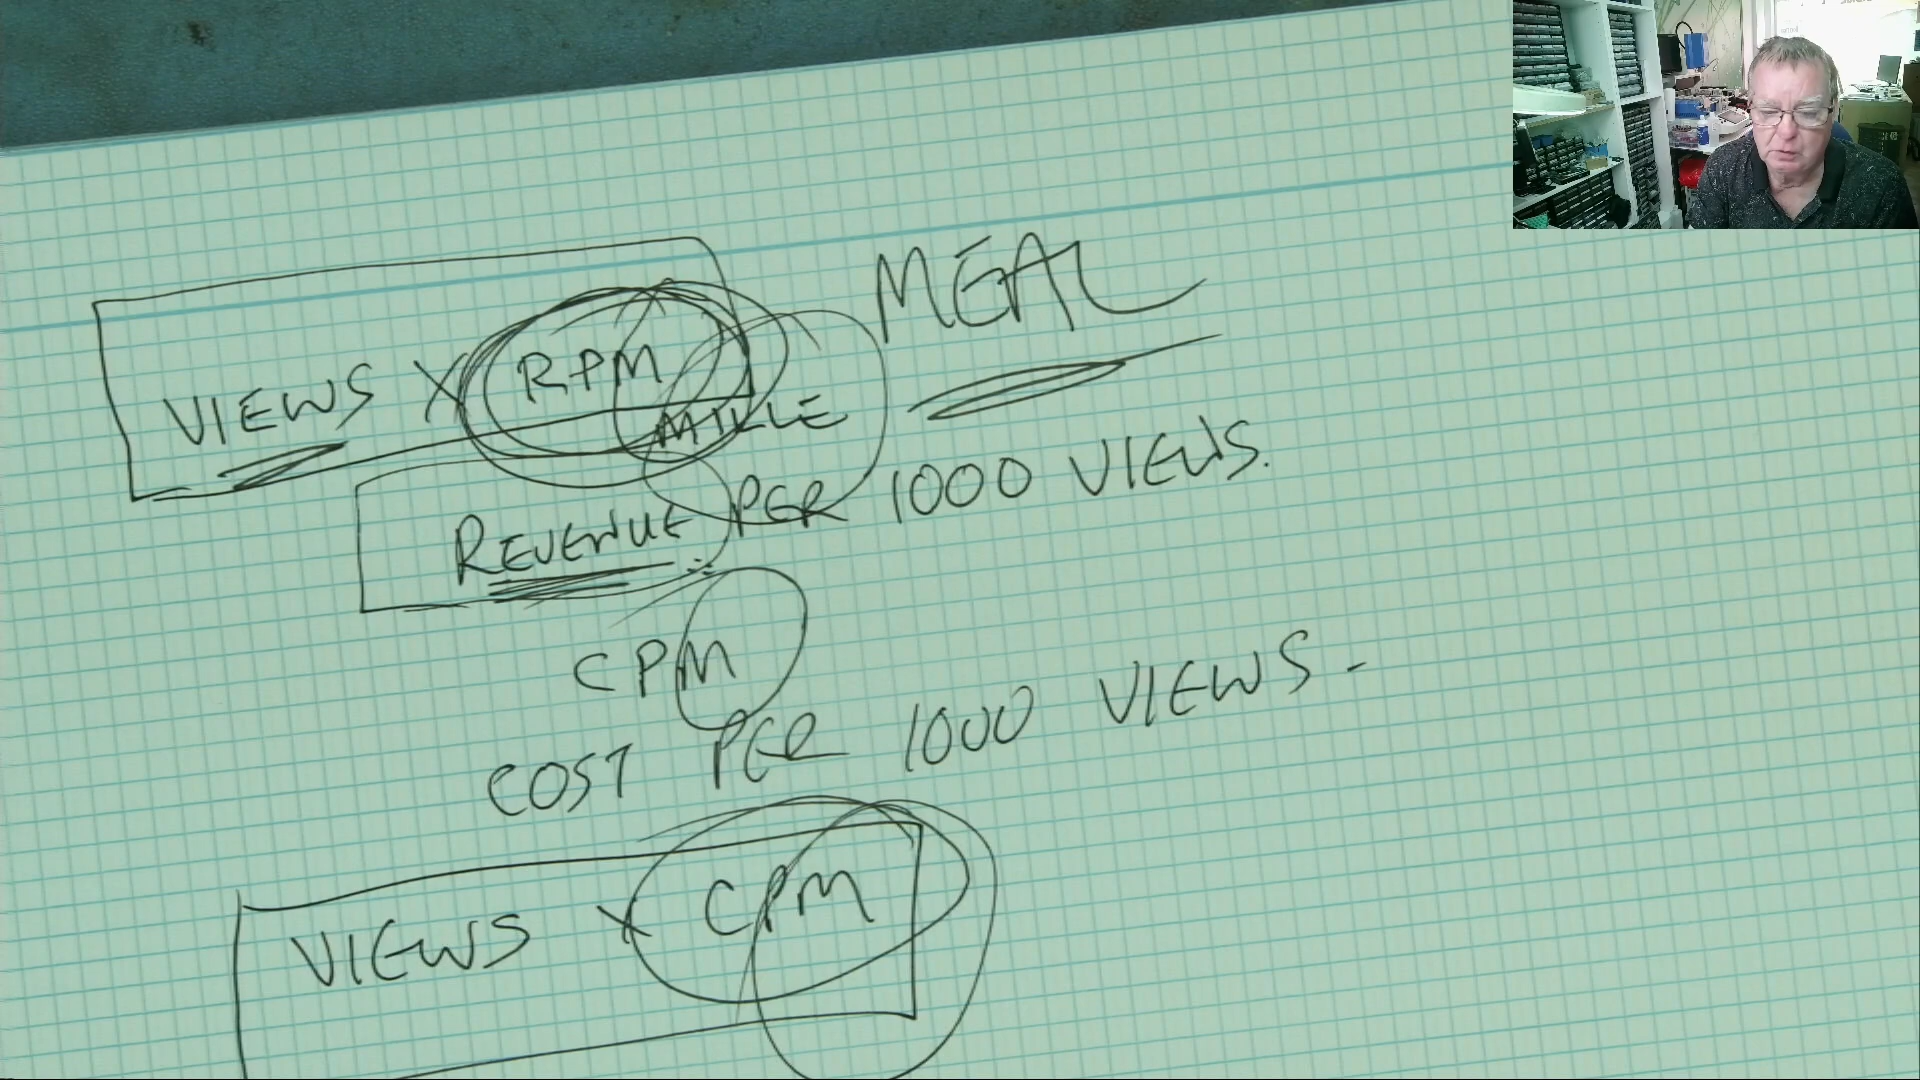 MEAL
VIEWS X RPM
MILLE
REVENUE PER 1000 VIEWS.
CPM
COST PER 1000 VIEWS -
VIEWS X CPM